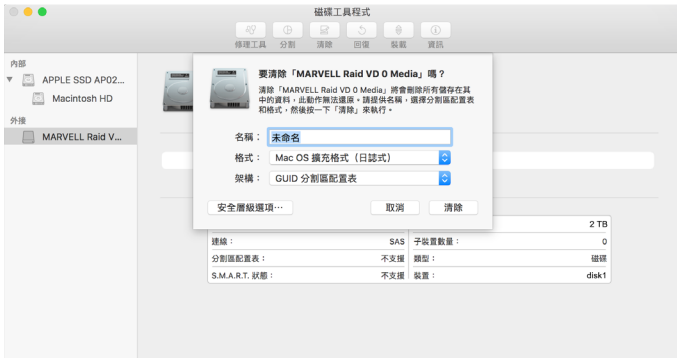 磁碟工具程式
修理工具 分割 清除 回復 裝載 資訊
內部
APPLE SSD AP02...
Macintosh HD
外接
MARVELL Raid V...
要清除「MARVELL Raid VD 0 Media」嗎？
清除「MARVELL Raid VD 0 Media」將會刪除所有儲存在其
中的資料，此動作無法還原。請提供名稱，選擇分割區配置表
和格式，然後按一下「清除」來執行。
名稱： 未命名
格式： Mac OS 擴充格式（日誌式）
架構： GUID 分割區配置表
安全層級選項⋯ 取消 清除
2 TB
連線： SAS 子裝置數量： 0
分割區配置表： 不支援 類型： 磁碟
S.M.A.R.T. 狀態： 不支援 裝置： disk1